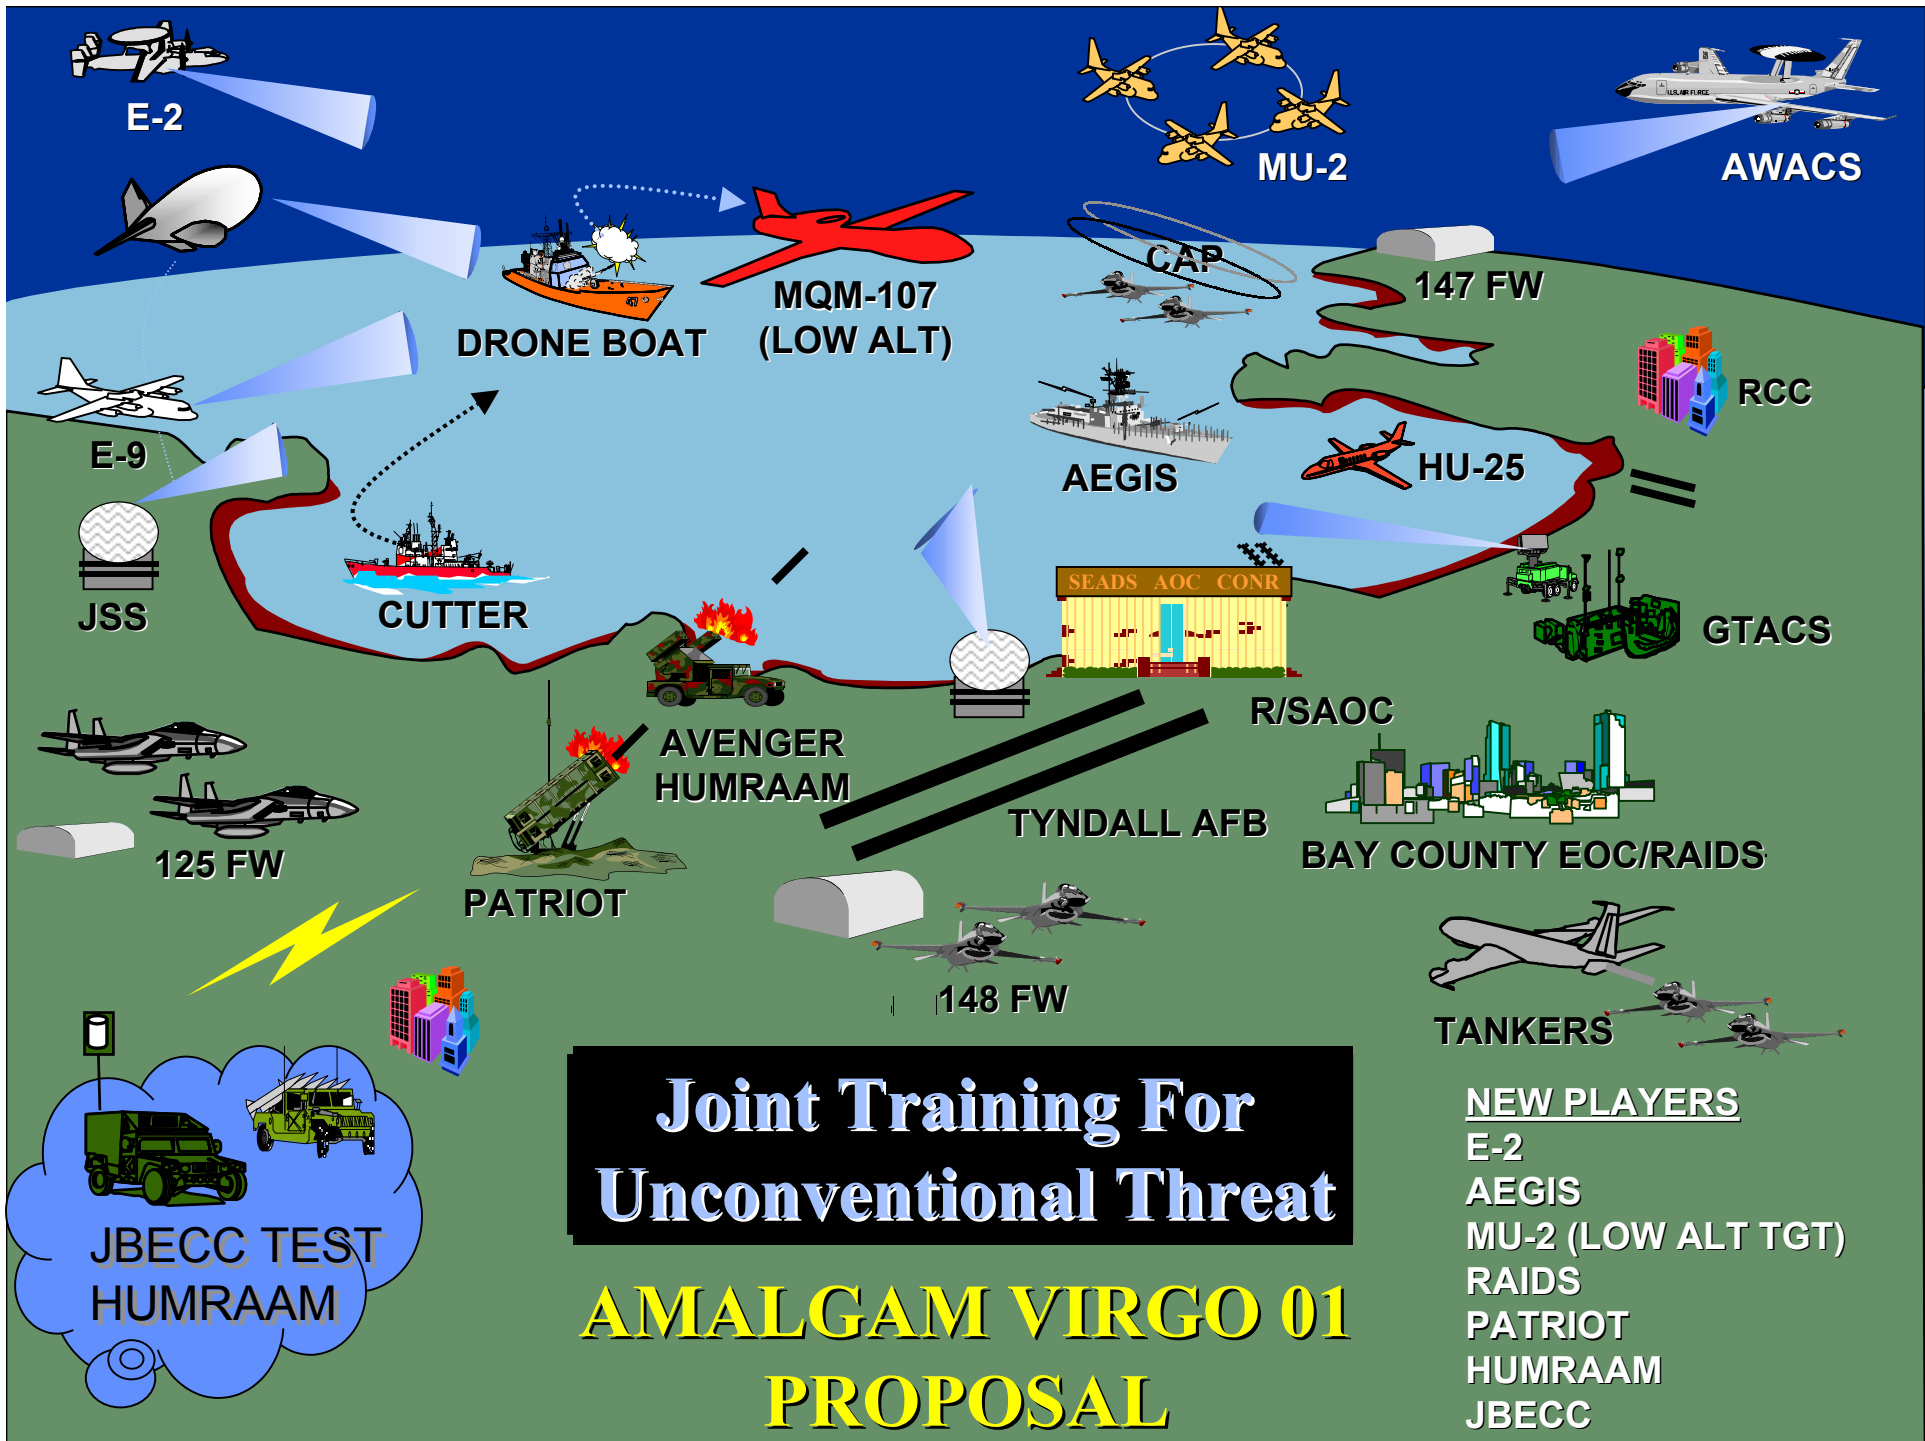 E-2
MU-2
U.S. AIR FORCE
AWACS
CAP
147 FW
MQM-107
(LOW ALT)
DRONE BOAT
RCC
E-9
AEGIS
HU-25
JSS
CUTTER
SEADS AOC CONR
GTACS
R/SAOC
AVENGER
HUMRAAM
TYNDALL AFB
125 FW
BAY COUNTY EOC/RAIDS
PATRIOT
148 FW
TANKERS
Joint Training For
Unconventional Threat
JBECC TEST
HUMRAAM
AMALGAM VIRGO 01
PROPOSAL
NEW PLAYERS
E-2
AEGIS
MU-2 (LOW ALT TGT)
RAIDS
PATRIOT
HUMRAAM
JBECC